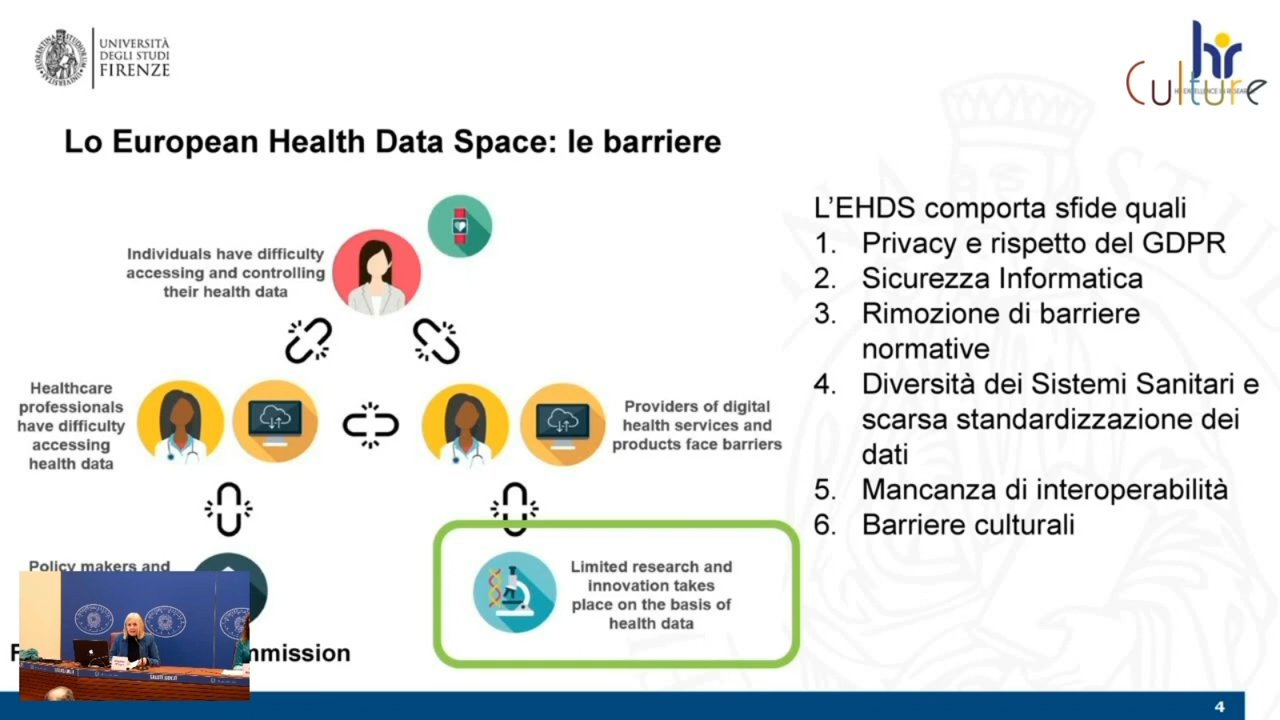 UNIVERSITÀ
DEGLI STUDI
FIRENZE
hr
Culture
Lo European Health Data Space: le barriere
Individuals have difficulty
accessing and controlling
their health data
Healthcare
professionals
have difficulty
accessing
health data
Providers of digital
health services and
products face barriers
Policy makers and
Limited research and
innovation takes
place on the basis of
health data
L'EHDS comporta sfide quali
1. Privacy e rispetto del GDPR
2. Sicurezza Informatica
3. Rimozione di barriere
normative
4. Diversità dei Sistemi Sanitari e
scarsa standardizzazione dei
dati
5. Mancanza di interoperabilità
6. Barriere culturali
4